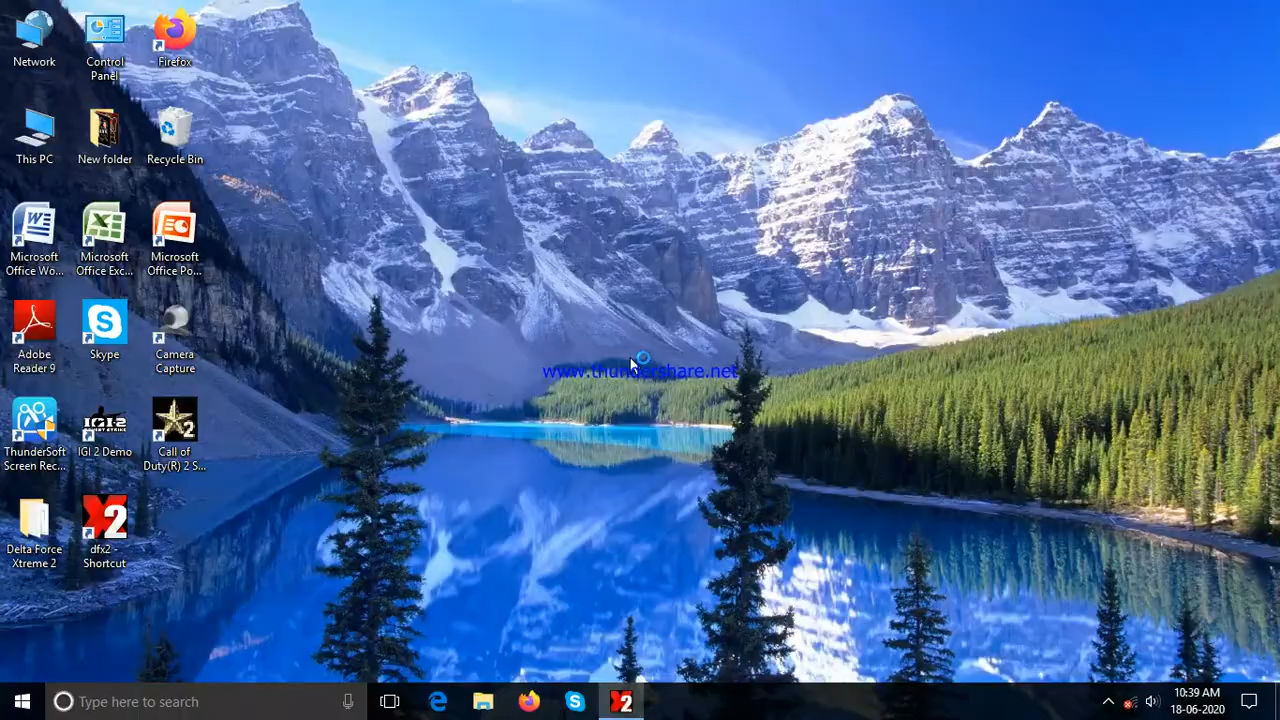 Network
Control
Panel
Firefox
This PC
New folder
Recycle Bin
Microsoft
Office Wo...
Microsoft
Office Exc...
Microsoft
Office Po...
Adobe
Reader 9
Skype
Camera
Capture
ThunderSoft
Screen Rec...
IGI 2 Demo
Call of
Duty(R) 2 S...
Delta Force
Xtreme 2
dfx2 -
Shortcut
www.thundershare.net
Type here to search
10:39 AM
18-06-2020